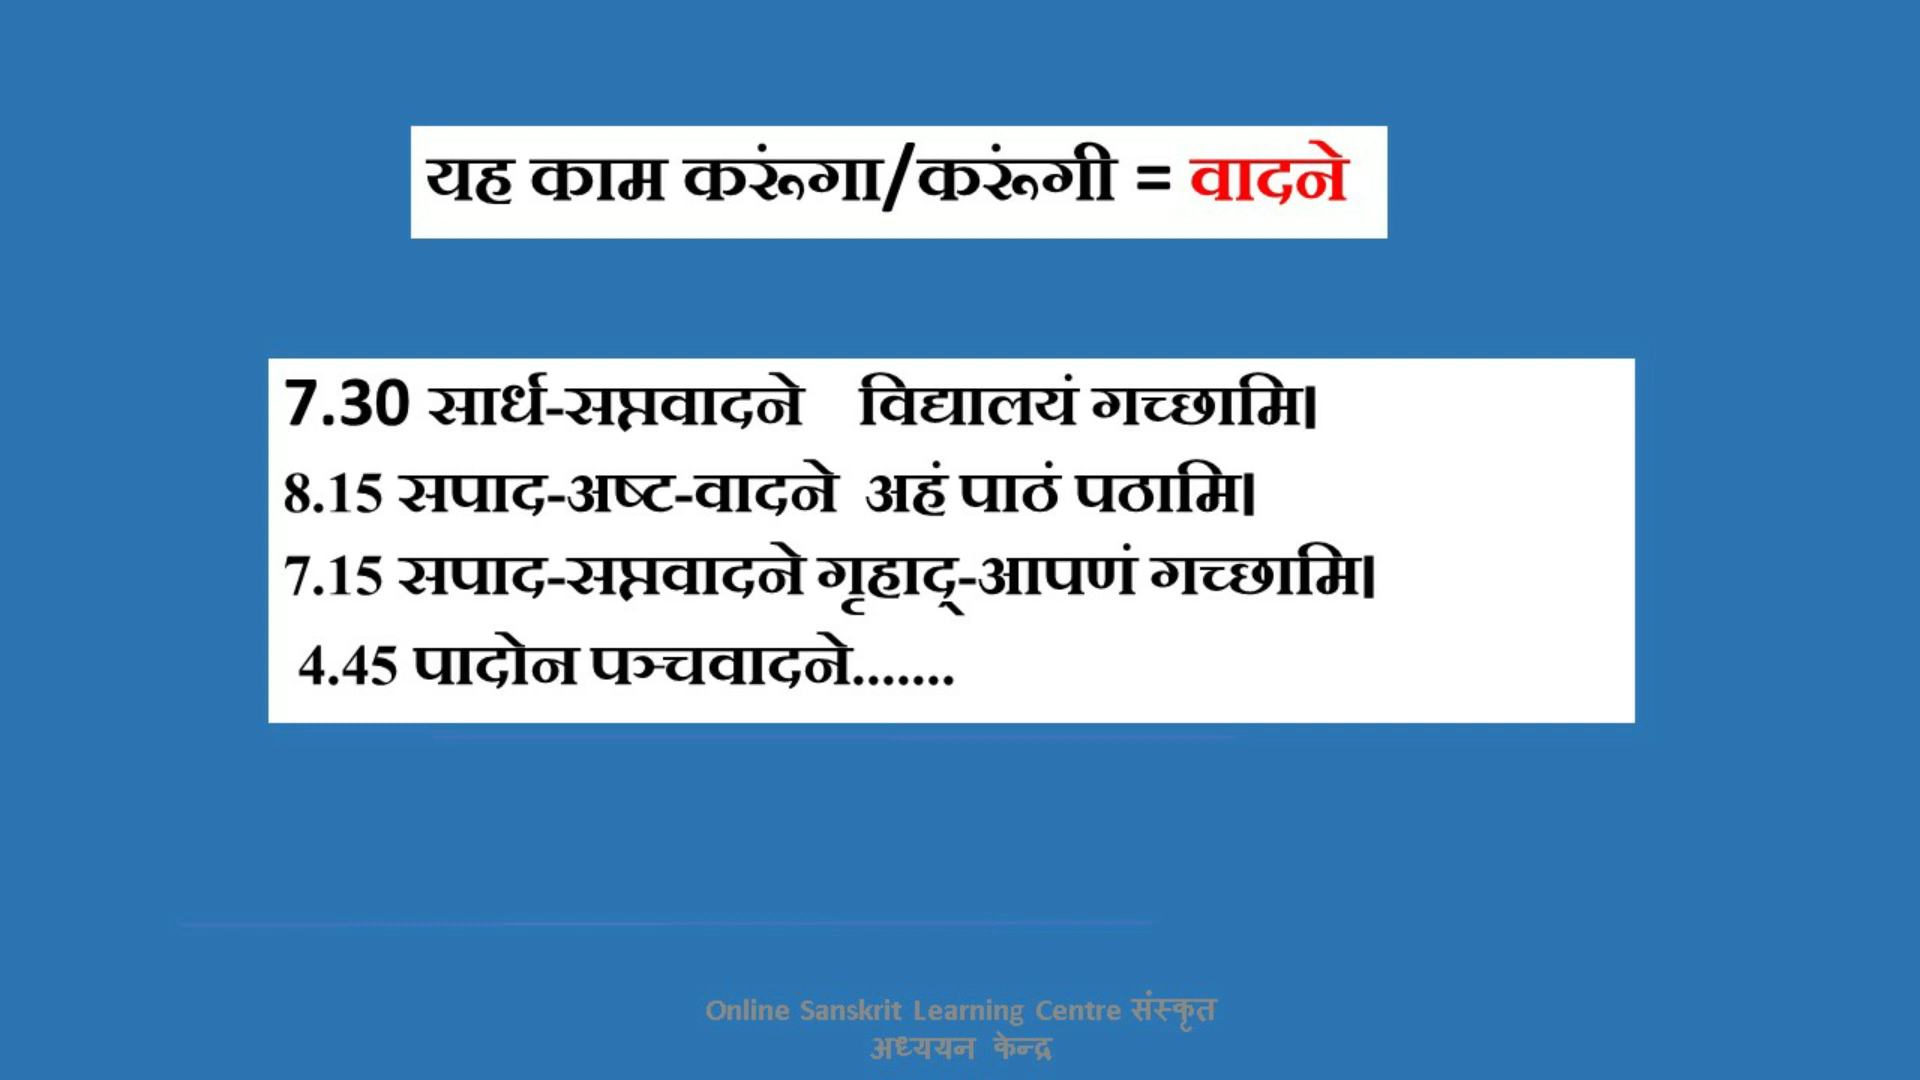 यह काम करूंगा/करूंगी = वादने
7.30 सार्ध-सप्तवादने विद्यालयं गच्छामि।
8.15 सपाद-अष्ट-वादने अहं पाठं पठामि।
7.15 सपाद-सप्तवादने गृहाद्-आपणं गच्छामि।
4.45 पादोन पञ्चवादने.......
Online Sanskrit Learning Centre संस्कृत
अध्ययन केन्द्र